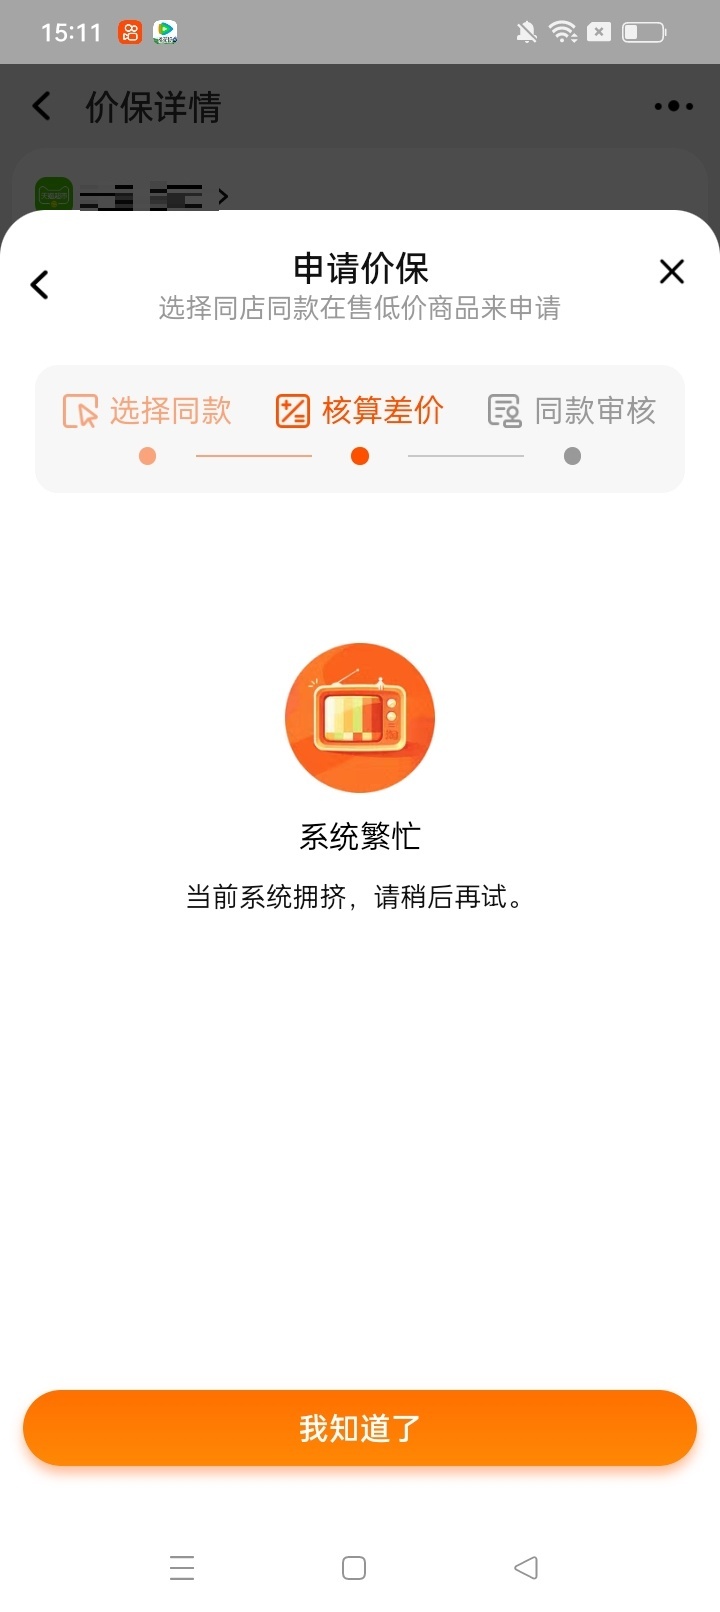 15:11
价保详情
申请价保
选择同店同款在售低价商品来申请
选择同款
核算差价
同款审核
系统繁忙
当前系统拥挤，请稍后再试。
我知道了